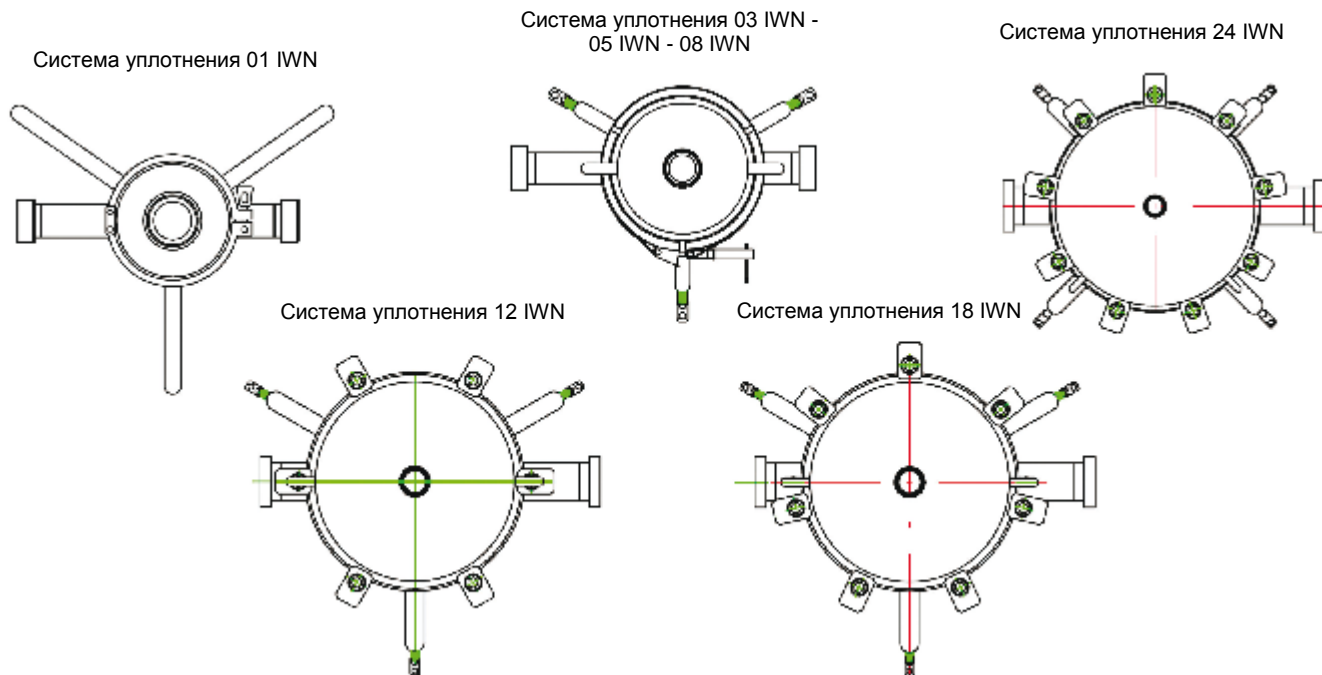 Система уплотнения 01 IWN
Система уплотнения 03 IWN -
05 IWN - 08 IWN
Система уплотнения 24 IWN
Система уплотнения 12 IWN
Система уплотнения 18 IWN